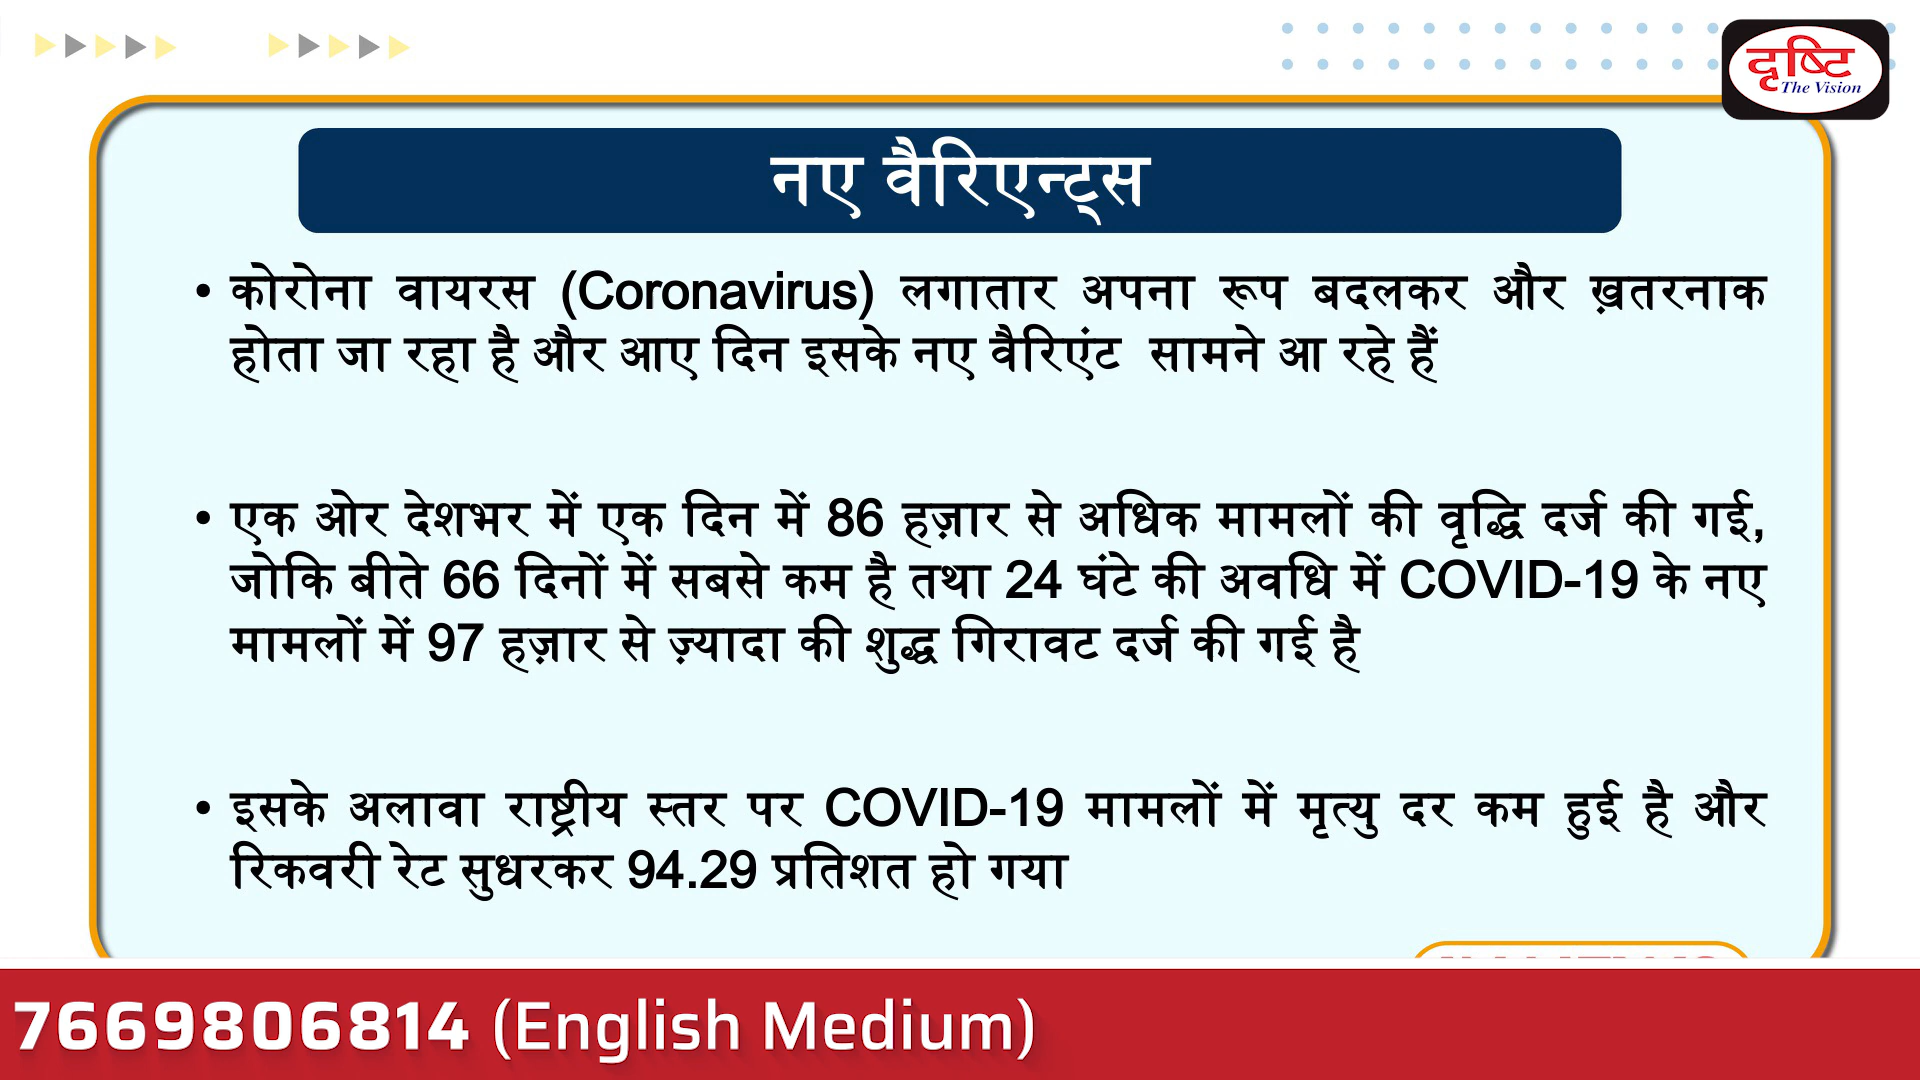 दृष्टि
The Vision
नए वैरिएन्ट्स
• कोरोना वायरस (Coronavirus) लगातार अपना रूप बदलकर और ख़तरनाक
होता जा रहा है और आए दिन इसके नए वैरिएंट सामने आ रहे हैं
• एक ओर देशभर में एक दिन में 86 हज़ार से अधिक मामलों की वृद्धि दर्ज की गई,
जोकि बीते 66 दिनों में सबसे कम है तथा 24 घंटे की अवधि में COVID-19 के नए
मामलों में 97 हज़ार से ज़्यादा की शुद्ध गिरावट दर्ज की गई है
• इसके अलावा राष्ट्रीय स्तर पर COVID-19 मामलों में मृत्यु दर कम हुई है और
रिकवरी रेट सुधरकर 94.29 प्रतिशत हो गया
7669806814 (English Medium)